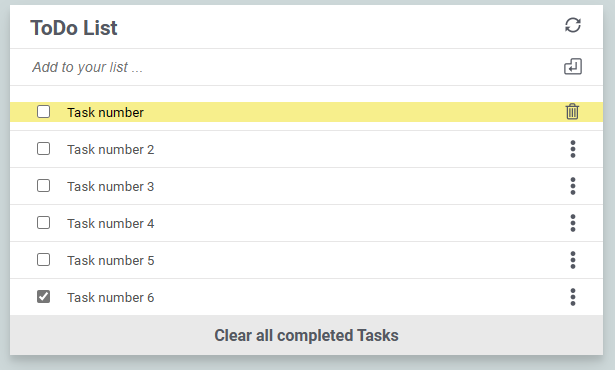 ToDo List
Add to your list ...
Task number
Task number 2
Task number 3
Task number 4
Task number 5
Task number 6
Clear all completed Tasks